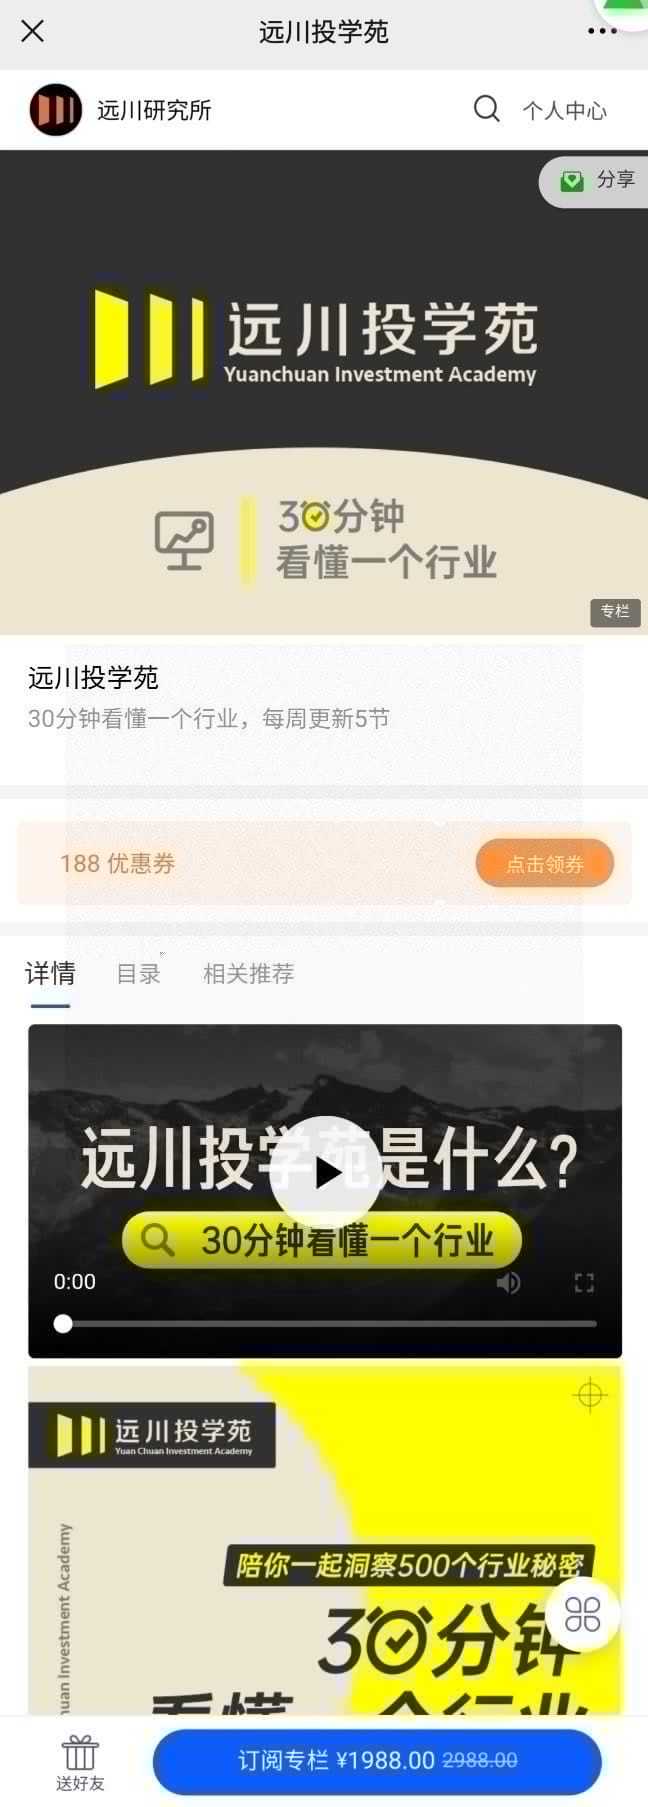 远川投学苑
远川研究所
个人中心
分享
远川投学苑
Yuanchuan Investment Academy
30分钟
看懂一个行业
专栏
远川投学苑
30分钟看懂一个行业，每周更新5节
188 优惠券
点击领券
详情
目录
相关推荐
远川投学苑是什么?
30分钟看懂一个行业
0:00
远川投学苑
Yuan Chuan Investment Academy
陪你一起洞察500个行业秘密
30分钟
看懂一个行业
Investment Academy
送好友
订阅专栏 ¥1988.00 2988.00